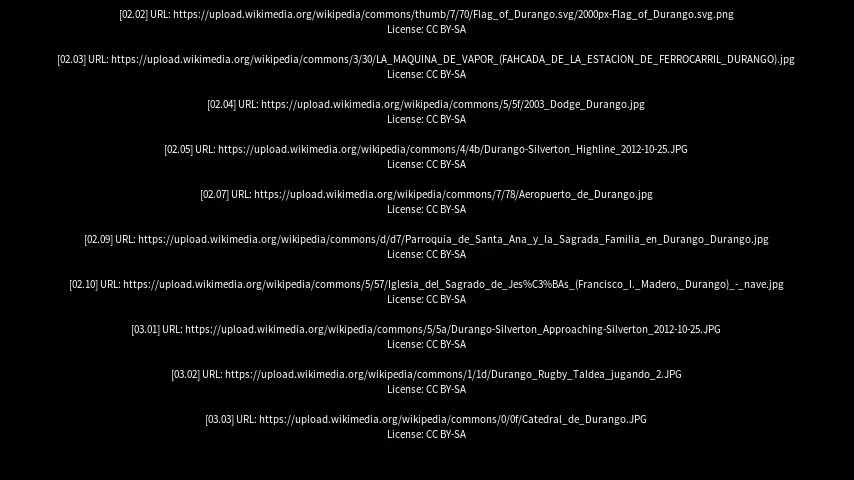 [02.02] URL: https://upload.wikimedia.org/wikipedia/commons/thumb/7/70/Flag_of_Durango.svg/2000px-Flag_of_Durango.svg.png
License: CC BY-SA
[02.03] URL: https://upload.wikimedia.org/wikipedia/commons/3/30/LA_MAQUINA_DE_VAPOR_(FAHCADA_DE_LA_ESTACION_DE_FERROCARRIL_DURANGO).jpg
License: CC BY-SA
[02.04] URL: https://upload.wikimedia.org/wikipedia/commons/5/5f/2003_Dodge_Durango.jpg
License: CC BY-SA
[02.05] URL: https://upload.wikimedia.org/wikipedia/commons/4/4b/Durango-Silverton_Highline_2012-10-25.JPG
License: CC BY-SA
[02.07] URL: https://upload.wikimedia.org/wikipedia/commons/7/78/Aeropuerto_de_Durango.jpg
License: CC BY-SA
[02.09] URL: https://upload.wikimedia.org/wikipedia/commons/d/d7/Parroquia_de_Santa_Ana_y_la_Sagrada_Familia_en_Durango_Durango.jpg
License: CC BY-SA
[02.10] URL: https://upload.wikimedia.org/wikipedia/commons/5/57/Iglesia_del_Sagrado_de_Jes%C3%BAs_(Francisco_I._Madero,_Durango)_-_nave.jpg
License: CC BY-SA
[03.01] URL: https://upload.wikimedia.org/wikipedia/commons/5/5a/Durango-Silverton_Approaching-Silverton_2012-10-25.JPG
License: CC BY-SA
[03.02] URL: https://upload.wikimedia.org/wikipedia/commons/1/1d/Durango_Rugby_Taldea_jugando_2.JPG
License: CC BY-SA
[03.03] URL: https://upload.wikimedia.org/wikipedia/commons/0/0f/Catedral_de_Durango.JPG
License: CC BY-SA